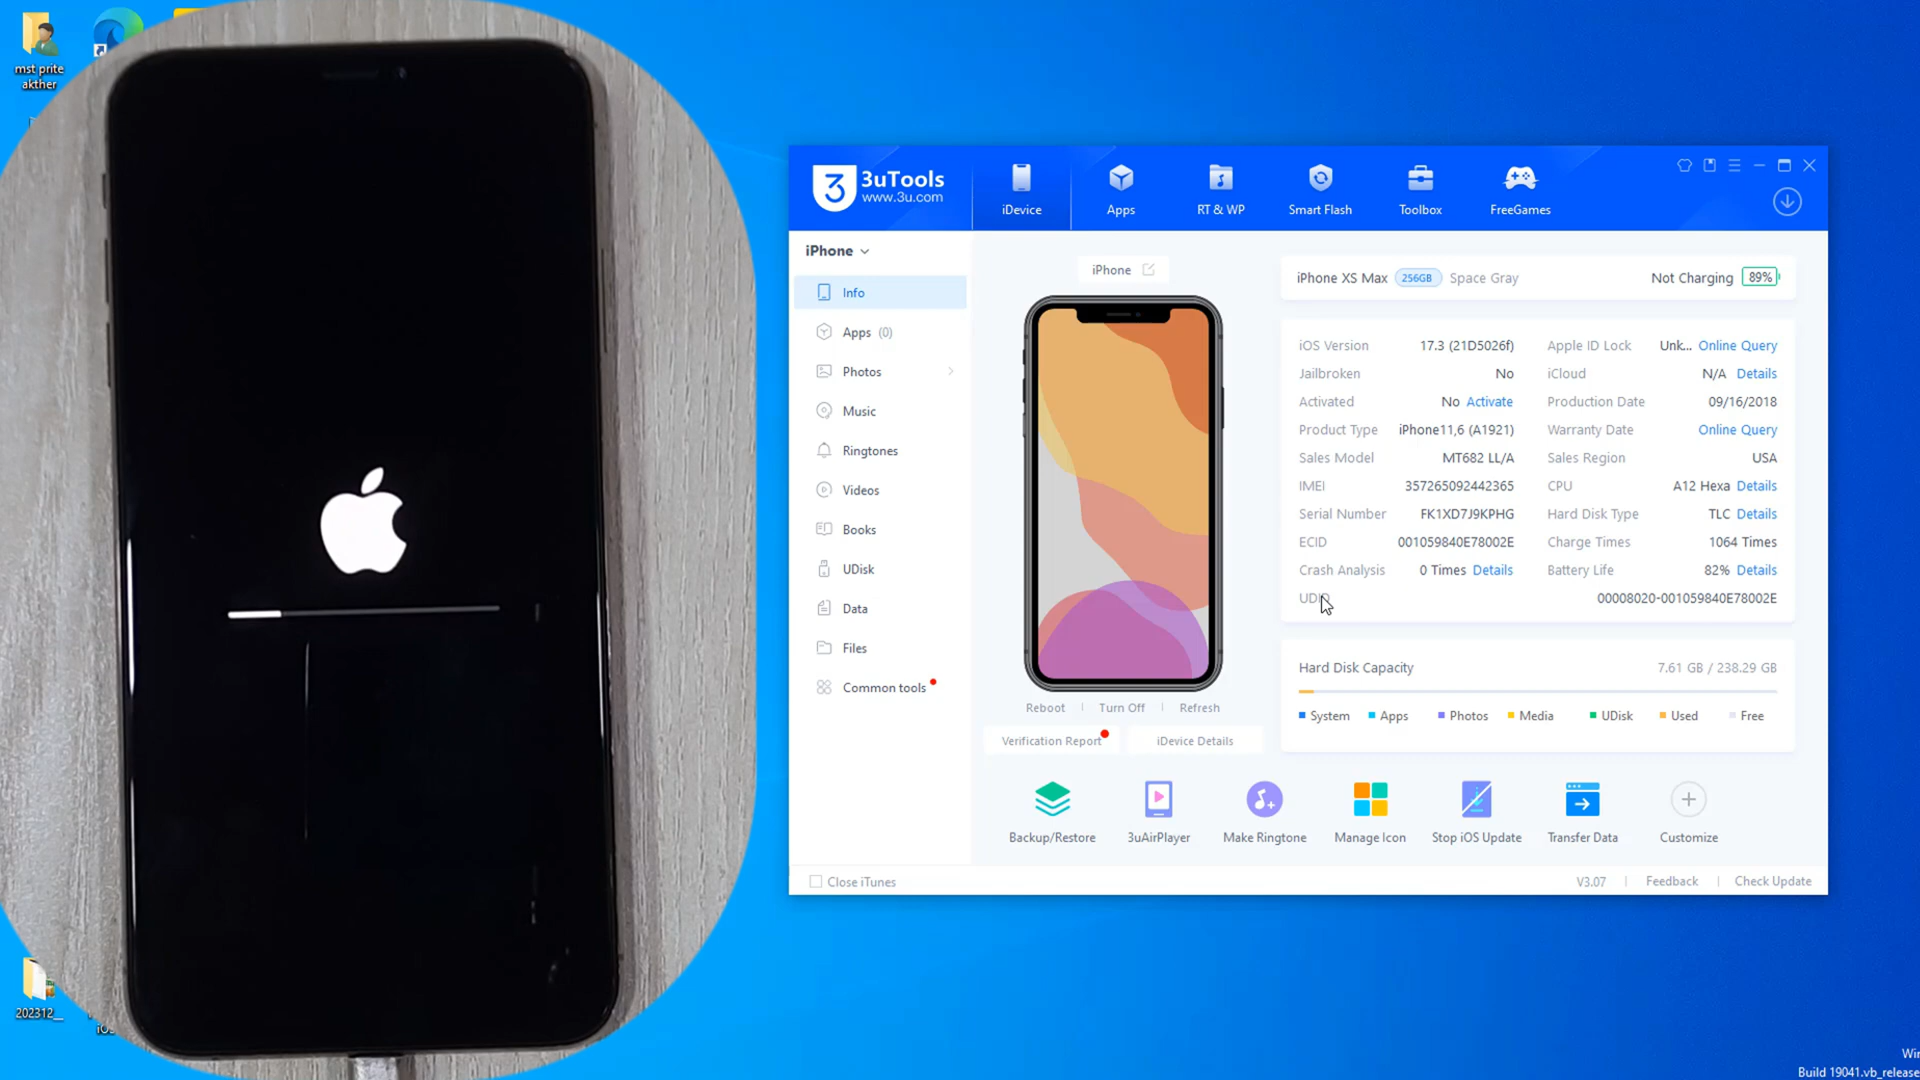 mst prite
akther
202312__
3uTools
www.3u.com
iDevice
Apps
RT & WP
Smart Flash
Toolbox
FreeGames
iPhone
Info
Apps (0)
Photos
Music
Ringtones
Videos
Books
UDisk
Data
Files
Common tools
iPhone
Reboot
Turn Off
Refresh
Verification Report
iDevice Details
iPhone XS Max 256GB Space Gray
Not Charging 89%
iOS Version 17.3 (21D5026f)
Apple ID Lock Unk... Online Query
Jailbroken No
iCloud N/A Details
Activated No Activate
Production Date 09/16/2018
Product Type iPhone11,6 (A1921)
Warranty Date Online Query
Sales Model MT682 LL/A
Sales Region USA
IMEI 357265092442365
CPU A12 Hexa Details
Serial Number FK1XD7J9KPHG
Hard Disk Type TLC Details
ECID 001059840E78002E
Charge Times 1064 Times
Crash Analysis 0 Times Details
Battery Life 82% Details
UDID 00008020-001059840E78002E
Hard Disk Capacity 7.61 GB / 238.29 GB
System Apps Photos Media UDisk Used Free
Backup/Restore
3uAirPlayer
Make Ringtone
Manage Icon
Stop iOS Update
Transfer Data
Customize
Close iTunes
V3.07
Feedback
Check Update
Build 19041.vb_release